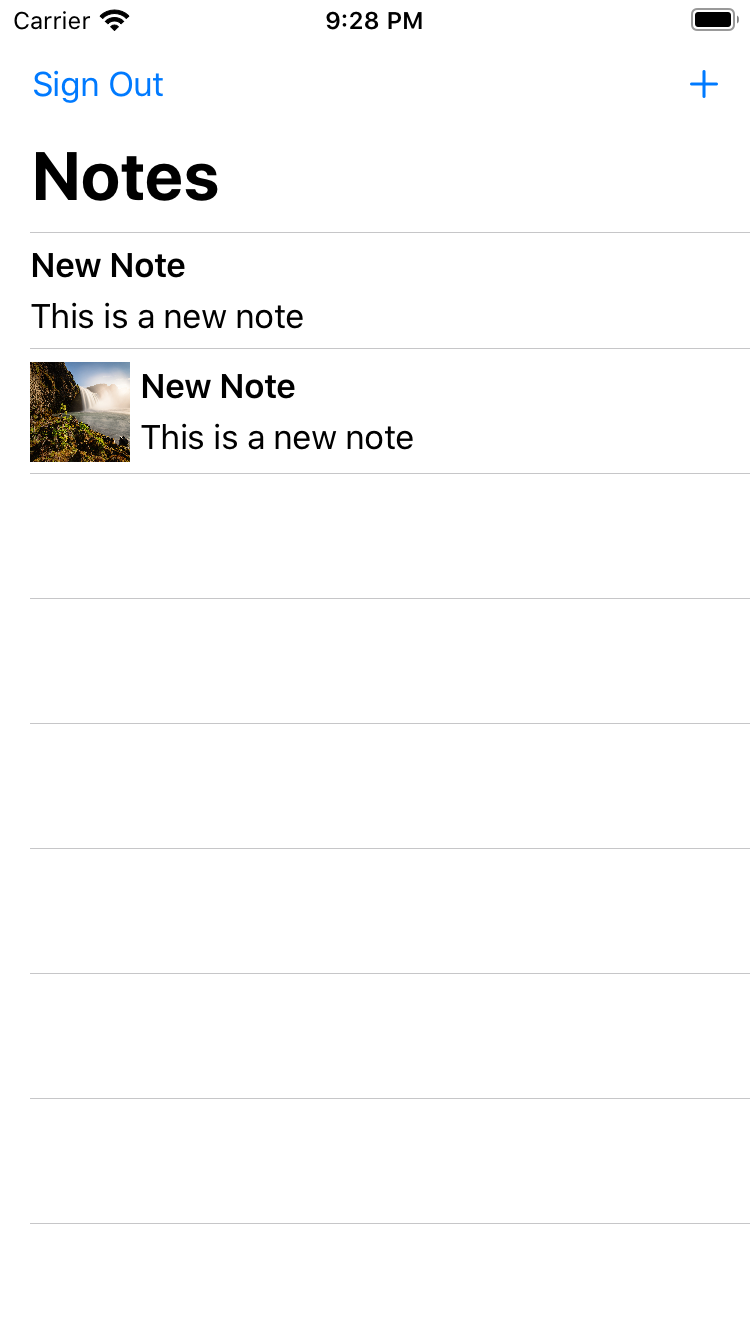 Carrier 9:28 PM
Sign Out +
Notes
New Note
This is a new note
New Note
This is a new note